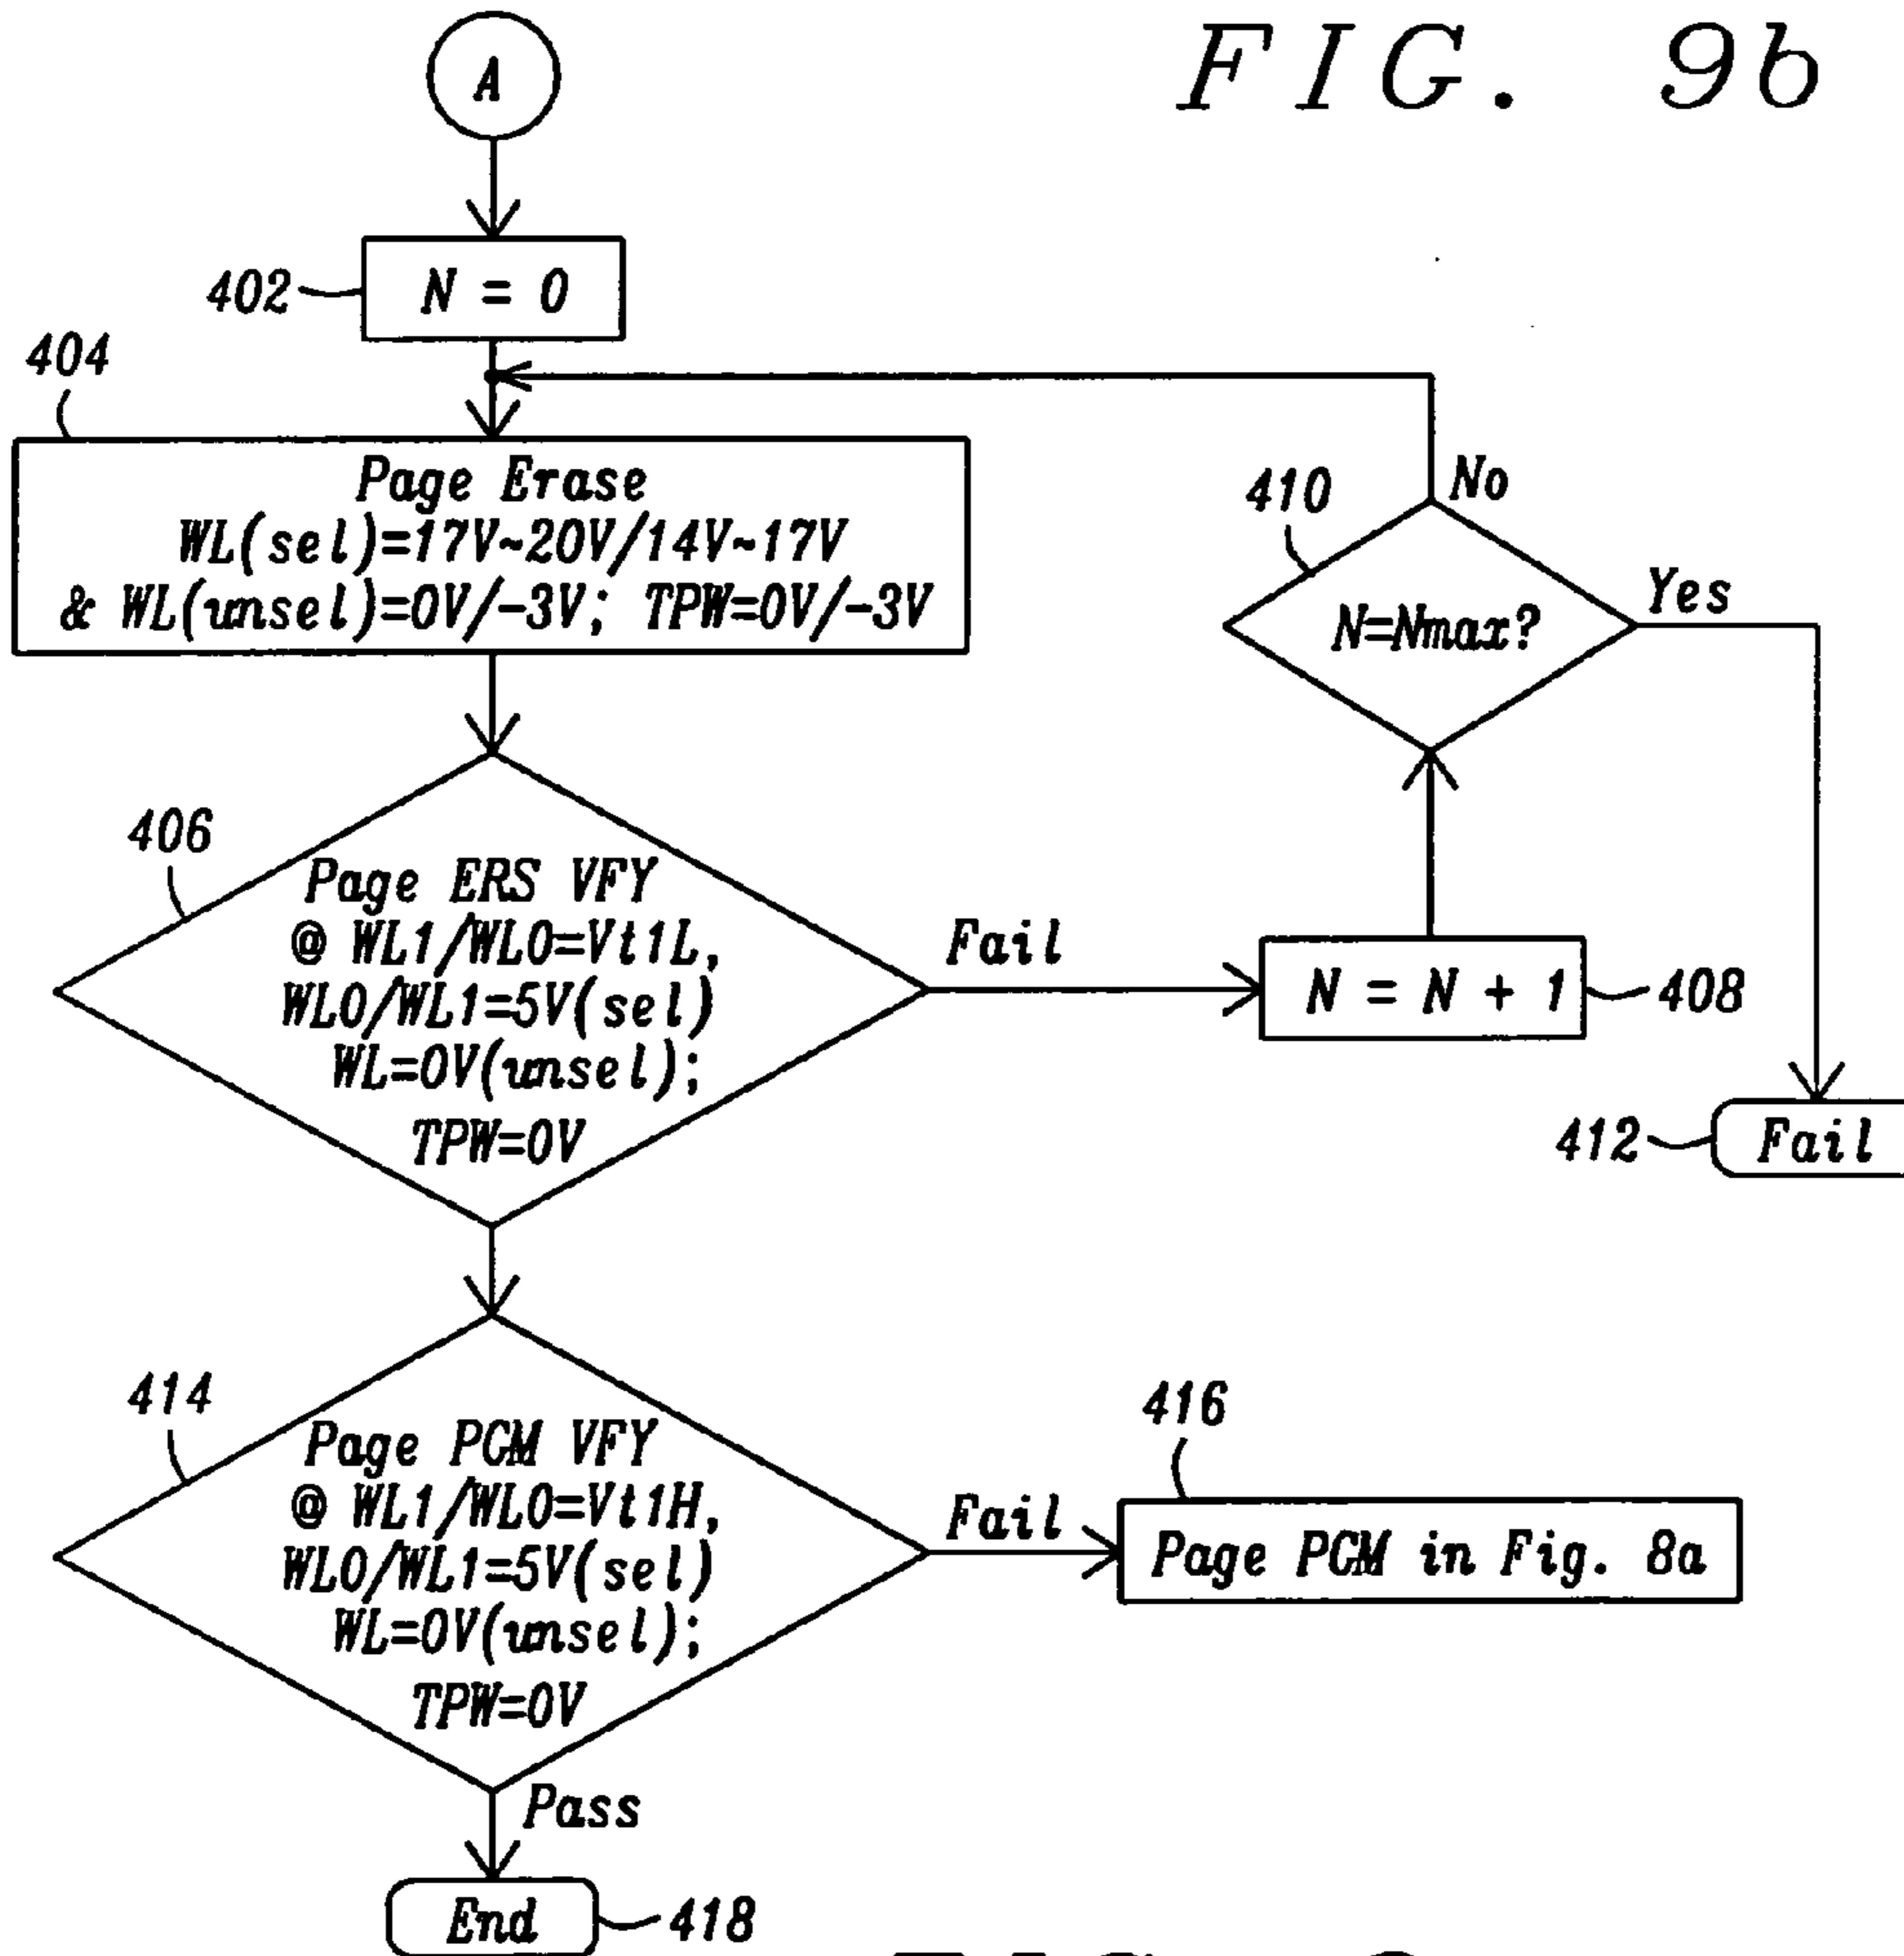 FIG. 9b
A
402
N = 0
404
Page Erase
WL(sel)=17V~20V/14V~17V
& WL(unsel)=0V/-3V; TPW=0V/-3V
410
No
N=Nmax?
Yes
406
Page ERS VFY
@ WL1/WL0=Vt1L,
WL0/WL1=5V(sel)
WL=0V(unsel);
TPW=0V
Fail
N = N + 1
408
412
Fail
414
Page PGM VFY
@ WL1/WL0=Vt1H,
WL0/WL1=5V(sel)
WL=0V(unsel);
TPW=0V
Fail
416
Page PGM in Fig. 8a
Pass
End
418